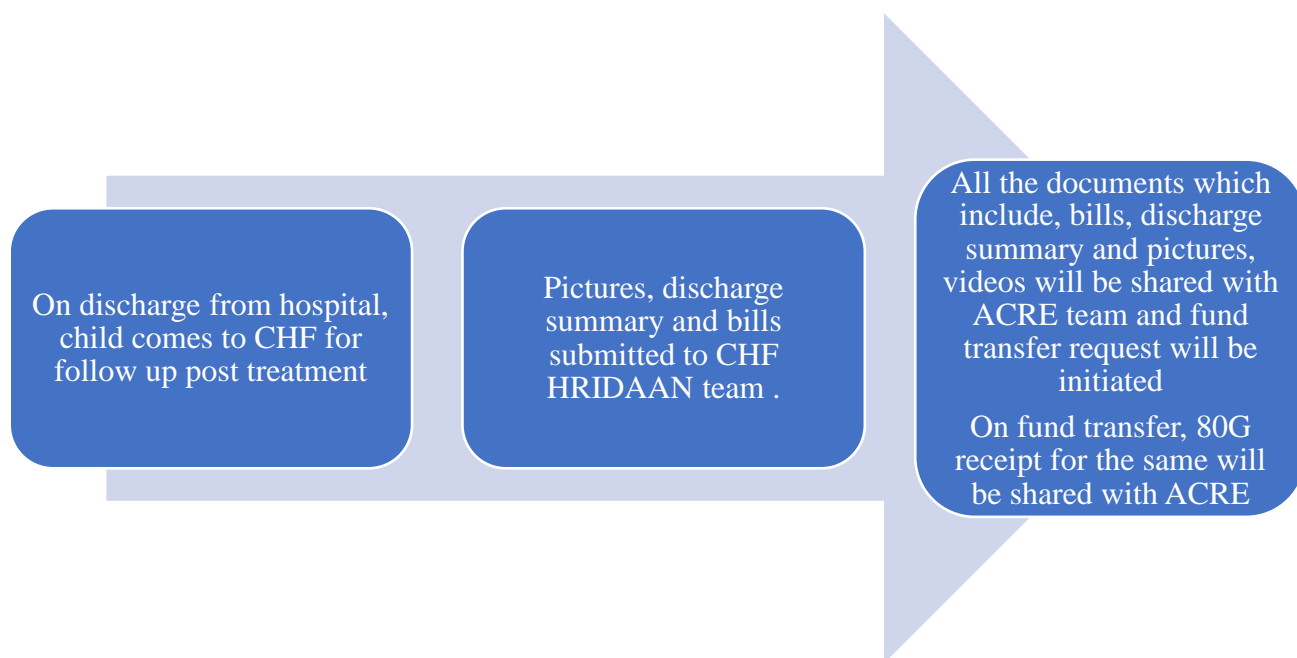 On discharge from hospital,
child comes to CHF for
follow up post treatment
Pictures, discharge
summary and bills
submitted to CHF
HRIDAAN team .
All the documents which
include, bills, discharge
summary and pictures,
videos will be shared with
ACRE team and fund
transfer request will be
initiated
On fund transfer, 80G
receipt for the same will
be shared with ACRE